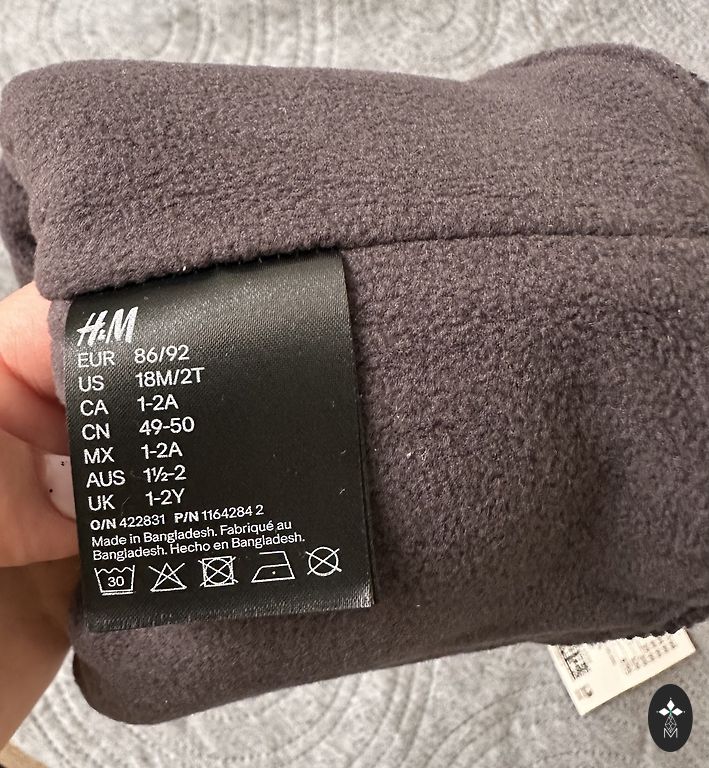 H&M
EUR 86/92
US 18M/2T
CA 1-2A
CN 49-50
MX 1-2A
AUS 1½-2
UK 1-2Y
O/N 422831 P/N 1164284 2
Made in Bangladesh. Fabriqué au
Bangladesh. Hecho en Bangladesh.
30
M